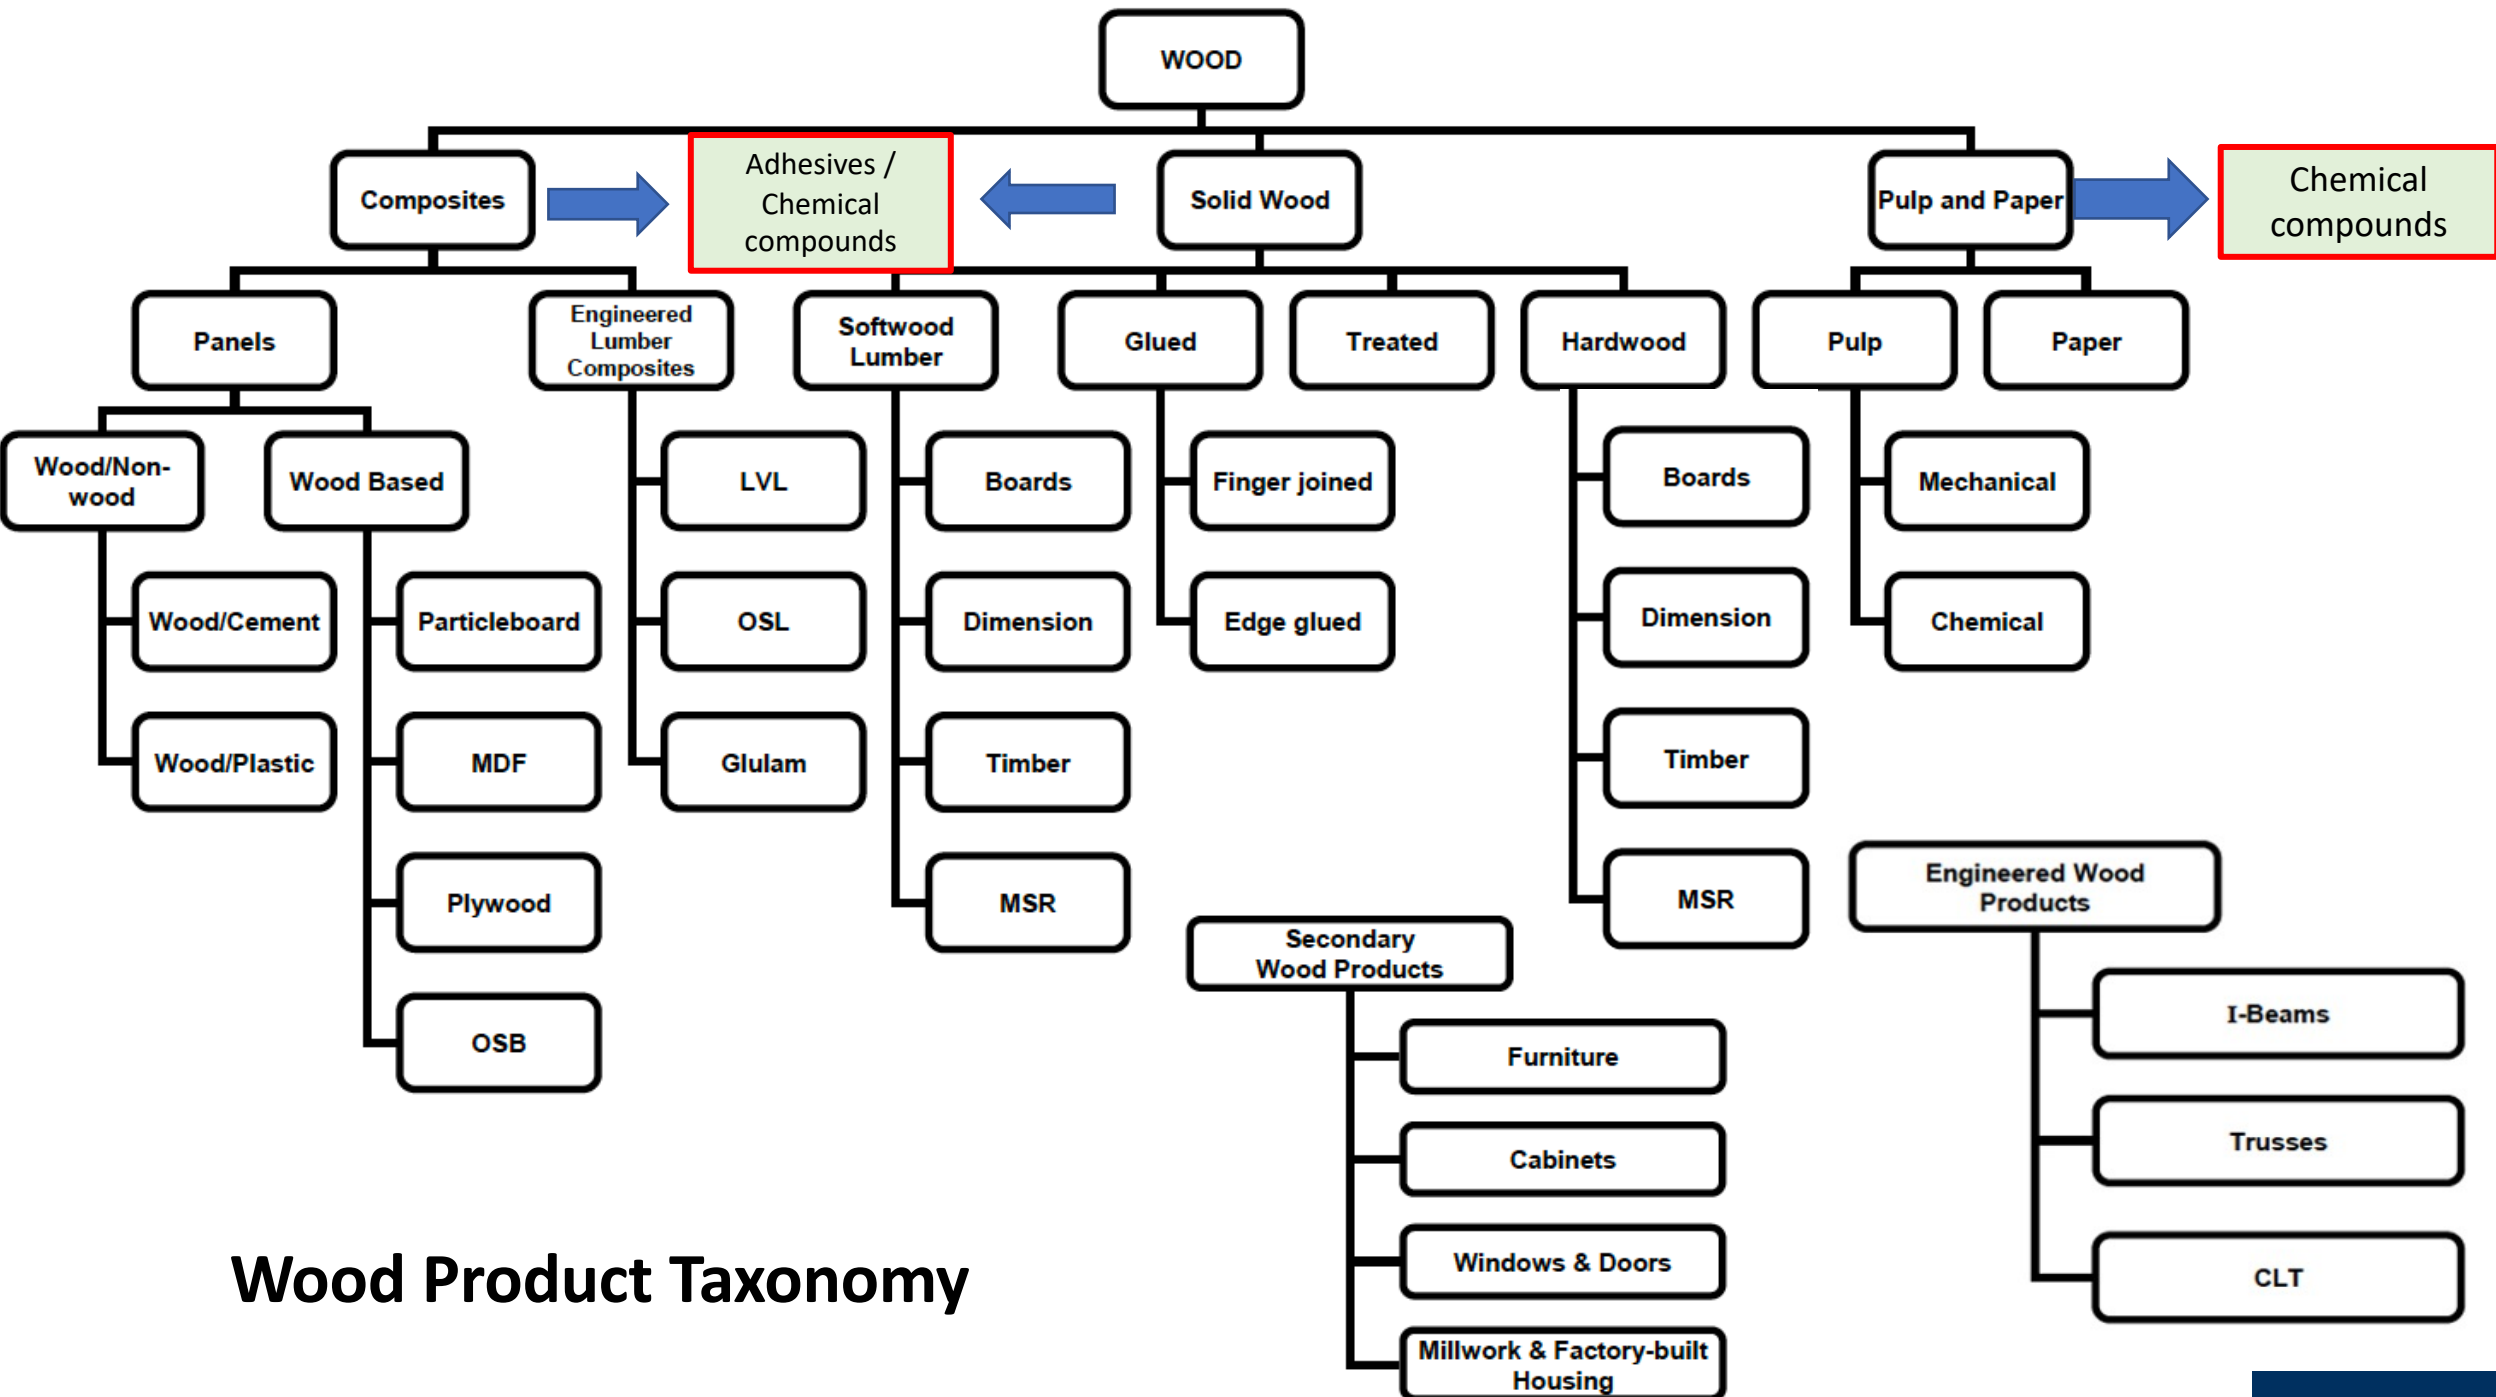 WOOD
Composites
Adhesives /
Chemical
compounds
Solid Wood
Pulp and Paper
Chemical
compounds
Panels
Engineered
Lumber
Composites
Softwood
Lumber
Glued
Treated
Hardwood
Pulp
Paper
Wood/Non-
wood
Wood Based
LVL
Boards
Finger joined
Boards
Mechanical
Wood/Cement
Particleboard
OSL
Dimension
Edge glued
Dimension
Chemical
Wood/Plastic
MDF
Glulam
Timber
Timber
Plywood
MSR
MSR
OSB
Secondary
Wood Products
Furniture
Cabinets
Windows & Doors
Millwork & Factory-built
Housing
Engineered Wood
Products
I-Beams
Trusses
CLT
Wood Product Taxonomy